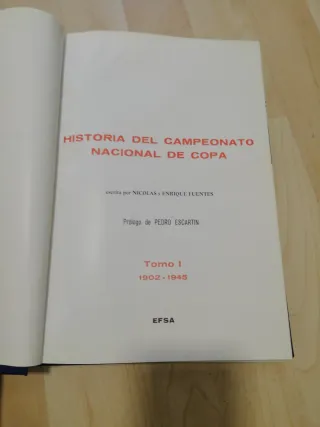 HISTORIA DEL CAMPEONATO
NACIONAL DE COPA
escrita por NICOLAS y ENRIQUE FUENTES
Prólogo de PEDRO ESCARTIN
Tomo I
1902-1945
EFSA